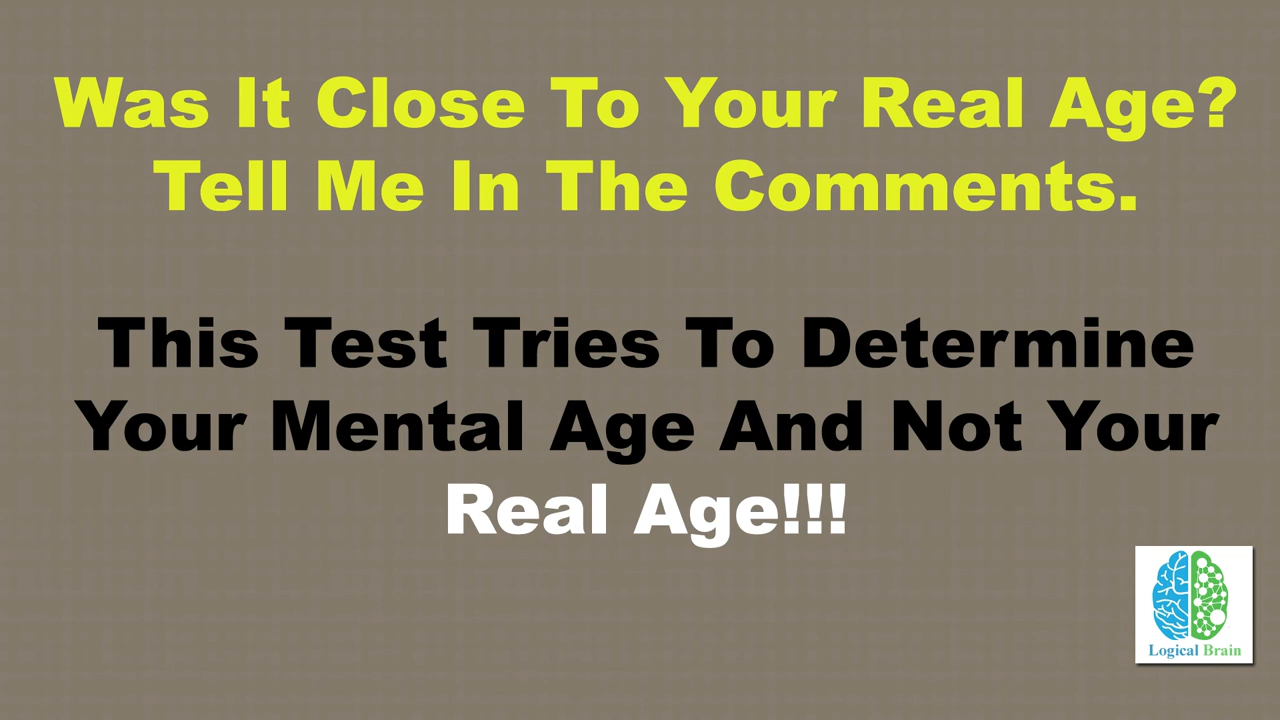 Was It Close To Your Real Age?
Tell Me In The Comments.
This Test Tries To Determine
Your Mental Age And Not Your
Real Age!!!
Logical Brain